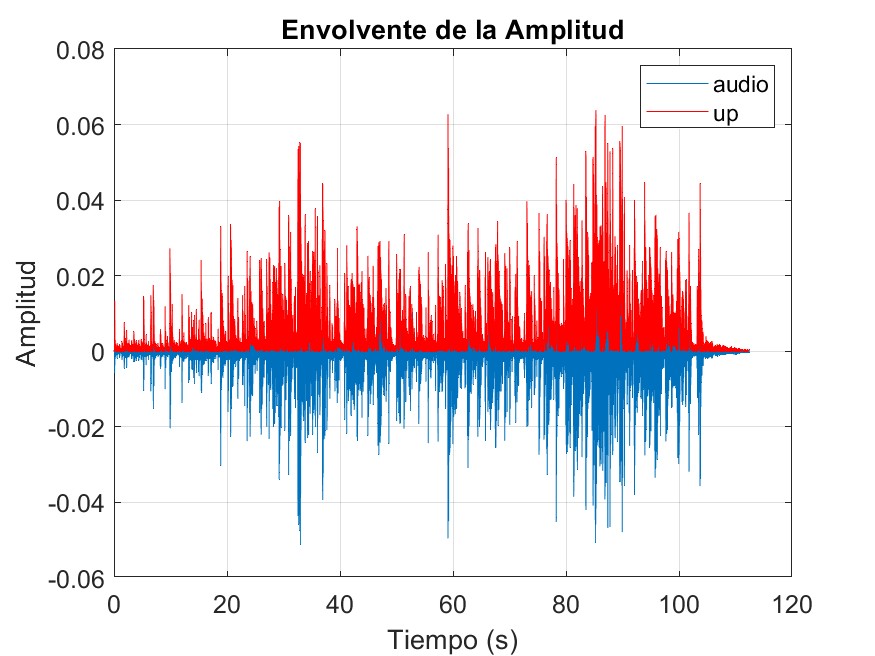 Envolvente de la Amplitud
0.08
0.06
0.04
0.02
0
-0.02
-0.04
-0.06
Amplitud
audio
up
0 20 40 60 80 100 120
Tiempo (s)